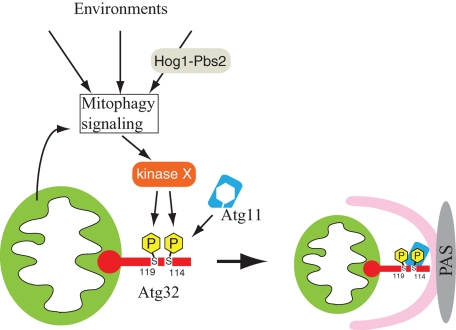 Environments
Hog1-Pbs2
Mitophagy
signaling
kinase X
Atg11
P P
S S
119 114
Atg32
P P
S S
119 114
PAS